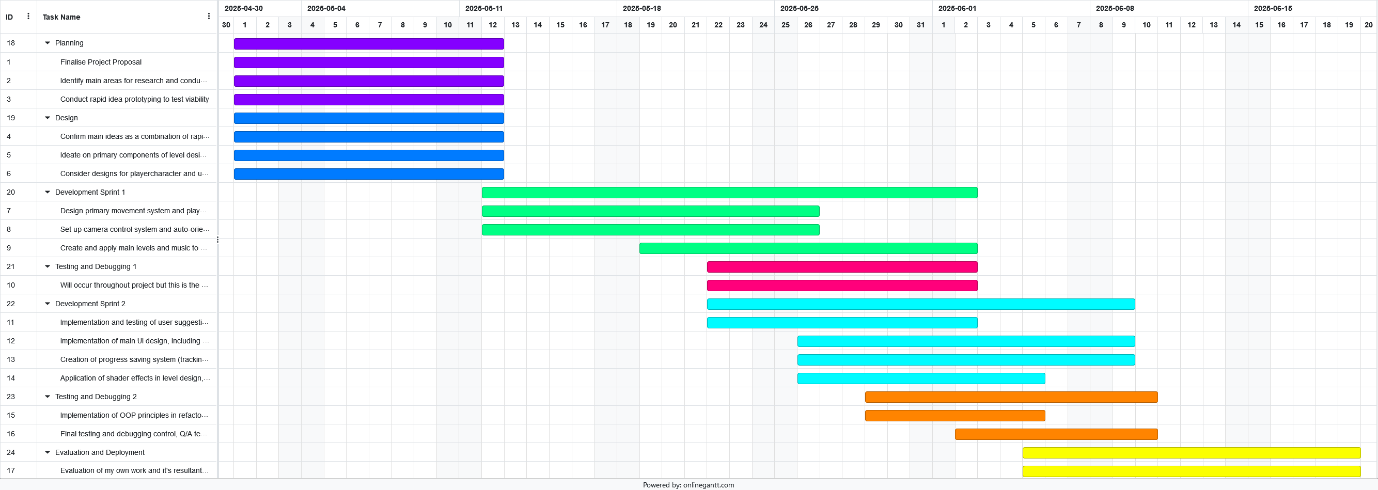 ID Task Name
2025-04-30 2025-05-04 2025-05-11 2025-05-18 2025-05-25 2025-06-01 2025-06-08 2025-06-15
30 1 2 3 4 5 6 7 8 9 10 11 12 13 14 15 16 17 18 19 20 21 22 23 24 25 26 27 28 29 30 31 1 2 3 4 5 6 7 8 9 10 11 12 13 14 15 16 17 18 19 20
18 Planning
1 Finalise Project Proposal
2 Identify main areas for research and condu...
3 Conduct rapid idea prototyping to test viability
19 Design
4 Confirm main ideas as a combination of rapi...
5 Ideate on primary components of level desi...
6 Consider designs for playercharacter and u...
20 Development Sprint 1
7 Design primary movement system and play
8 Set up camera control system and auto-orie...
9 Create and apply main levels and music to ...
21 Testing and Debugging 1
10 Will occur throughout project but this is the ...
22 Development Sprint 2
11 Implementation and testing of user suggesti...
12 Implementation of main UI design, including ...
13 Creation of progress saving system (trackin...
14 Application of shader effects in level design,...
23 Testing and Debugging 2
15 Implementation of OOP principles in refacto...
16 Final testing and debugging control, Q/A te
24 Evaluation and Deployment
17 Evaluation of my own work and it's resultant...
Powered by: onlinegantt.com